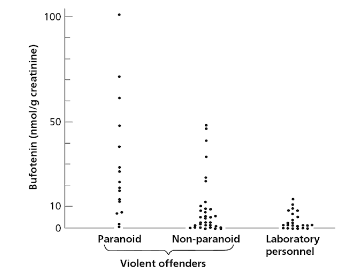 Bufotenin (nmol/g creatinine)
100
50
10
0
Paranoid
Non-paranoid
Laboratory
personnel
Violent offenders